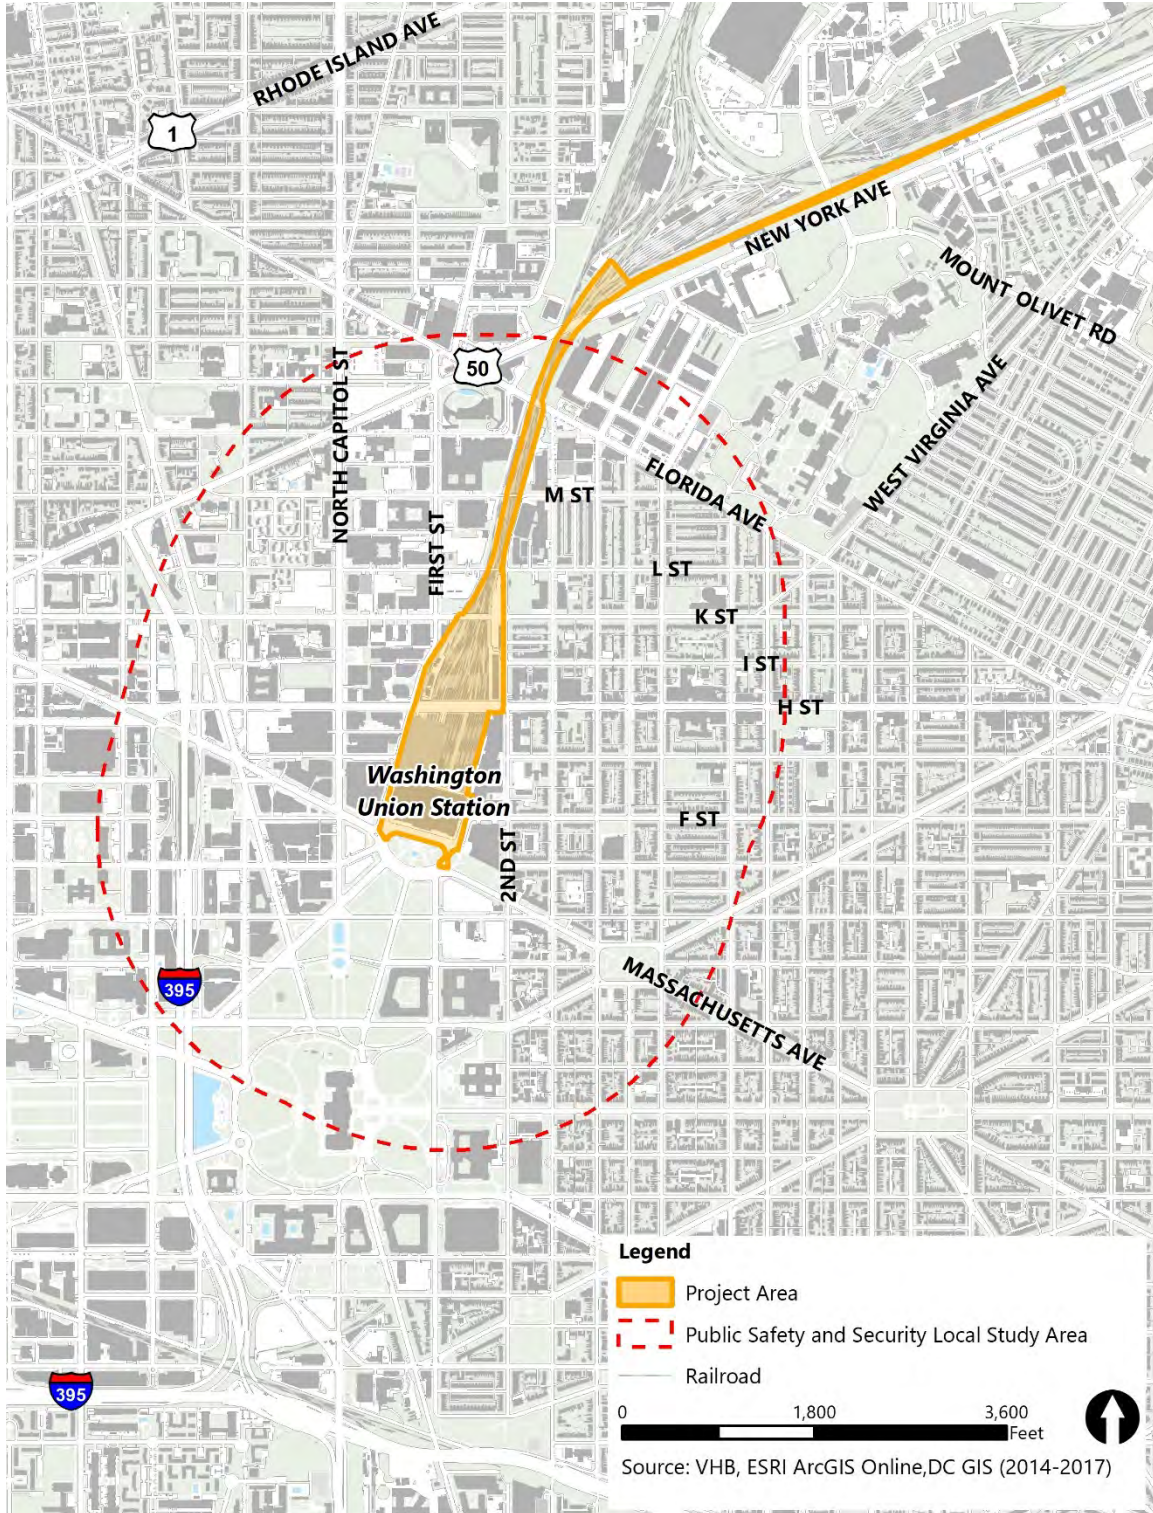 RHODE ISLAND AVE
1
NEW YORK AVE
MOUNT OLIVET RD
50
NORTH CAPITOL ST
WEST VIRGINIA AVE
FLORIDA AVE
M ST
FIRST ST
L ST
K ST
I ST
H ST
Washington
Union Station
F ST
2ND ST
MASSACHUSETTS AVE
395
Legend
Project Area
Public Safety and Security Local Study Area
Railroad
395
0 1,800 3,600
Feet
Source: VHB, ESRI ArcGIS Online,DC GIS (2014-2017)